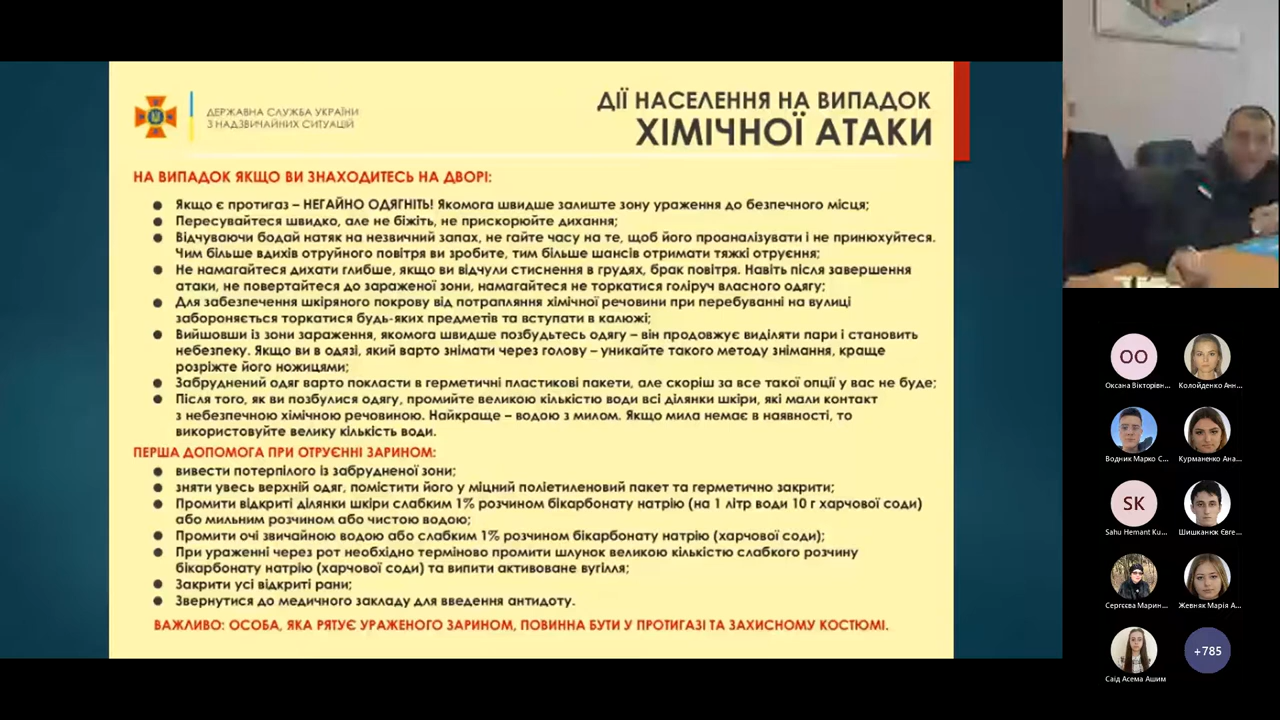 ДЕРЖАВНА СЛУЖБА УКРАЇНИ
З НАДЗВИЧАЙНИХ СИТУАЦІЙ
ДІЇ НАСЕЛЕННЯ НА ВИПАДОК
ХІМІЧНОЇ АТАКИ
НА ВИПАДОК ЯКЩО ВИ ЗНАХОДИТЕСЬ НА ДВОРІ:
● Якщо є протигаз – НЕГАЙНО ОДЯГНІТЬ! Якомога швидше залиште зону ураження до безпечного місця;
● Пересувайтеся швидко, але не біжіть, не прискорюйте дихання;
● Відчуваючи бодай натяк на незвичний запах, не гайте часу на те, щоб його проаналізувати і не принюхуйтеся.
Чим більше вдихів отруйного повітря ви зробите, тим більше шансів отримати тяжкі отруєння;
● Не намагайтеся дихати глибше, якщо ви відчули стиснення в грудях, брак повітря. Навіть після завершення
атаки, не повертайтеся до зараженої зони, намагайтеся не торкатися голіруч власного одягу;
● Для забезпечення шкіряного покрову від потрапляння хімічної речовини при перебуванні на вулиці
забороняється торкатися будь-яких предметів та вступати в калюжі;
● Вийшовши із зони зараження, якомога швидше позбудьтесь одягу – він продовжує виділяти пари і становить
небезпеку. Якщо ви в одязі, який варто знімати через голову – уникайте такого методу знімання, краще
розріжте його ножицями;
● Забруднений одяг варто покласти в герметичні пластикові пакети, але скоріш за все такої опції у вас не буде;
● Після того, як ви позбулися одягу, промийте великою кількістю води всі ділянки шкіри, які мали контакт
з небезпечною хімічною речовиною. Найкраще – водою з милом. Якщо мила немає в наявності, то
використовуйте велику кількість води.
ПЕРША ДОПОМОГА ПРИ ОТРУЄННІ ЗАРИНОМ:
● вивести потерпілого із забрудненої зони;
● зняти увесь верхній одяг, помістити його у міцний поліетиленовий пакет та герметично закрити;
● Промити відкриті ділянки шкіри слабким 1% розчином бікарбонату натрію (на 1 літр води 10 г харчової соди)
або мильним розчином або чистою водою;
● Промити очі звичайною водою або слабким 1% розчином бікарбонату натрію (харчової соди);
● При ураженні через рот необхідно терміново промити шлунок великою кількістю слабкого розчину
бікарбонату натрію (харчової соди) та випити активоване вугілля;
● Закрити усі відкриті рани;
● Звернутися до медичного закладу для введення антидоту.
ВАЖЛИВО: ОСОБА, ЯКА РЯТУЄ УРАЖЕНОГО ЗАРИНОМ, ПОВИННА БУТИ У ПРОТИГАЗІ ТА ЗАХИСНОМУ КОСТЮМІ.
ОО
Оксана Вікторівн...
Колойденко Анн...
Водник Марко С...
Курманенко Ана...
SK
Sahu Hemant Ku...
Шишканюк Євге...
Сергєєва Марин...
Жевняк Марія А...
Саід Асема Ашим
+785